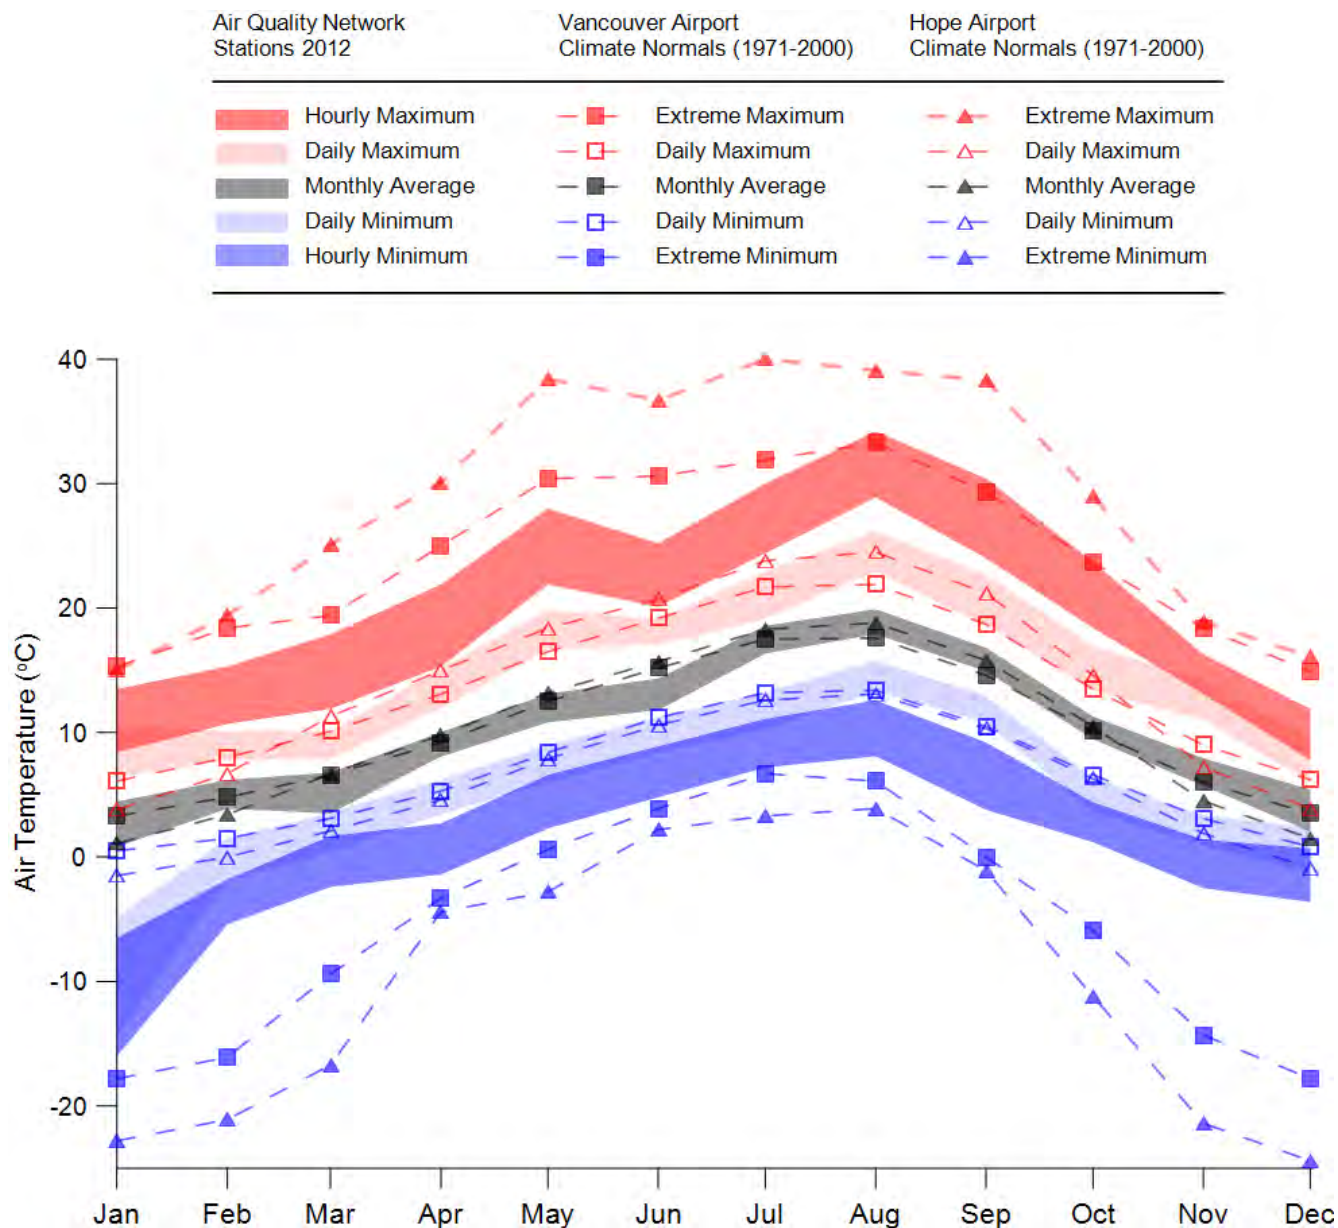 Air Quality Network Vancouver Airport Hope Airport
Stations 2012 Climate Normals (1971-2000) Climate Normals (1971-2000)
Hourly Maximum Extreme Maximum Extreme Maximum
Daily Maximum Daily Maximum Daily Maximum
Monthly Average Monthly Average Monthly Average
Daily Minimum Daily Minimum Daily Minimum
Hourly Minimum Extreme Minimum Extreme Minimum
Air Temperature (ºC)
40
30
20
10
0
-10
-20
Jan Feb Mar Apr May Jun Jul Aug Sep Oct Nov Dec